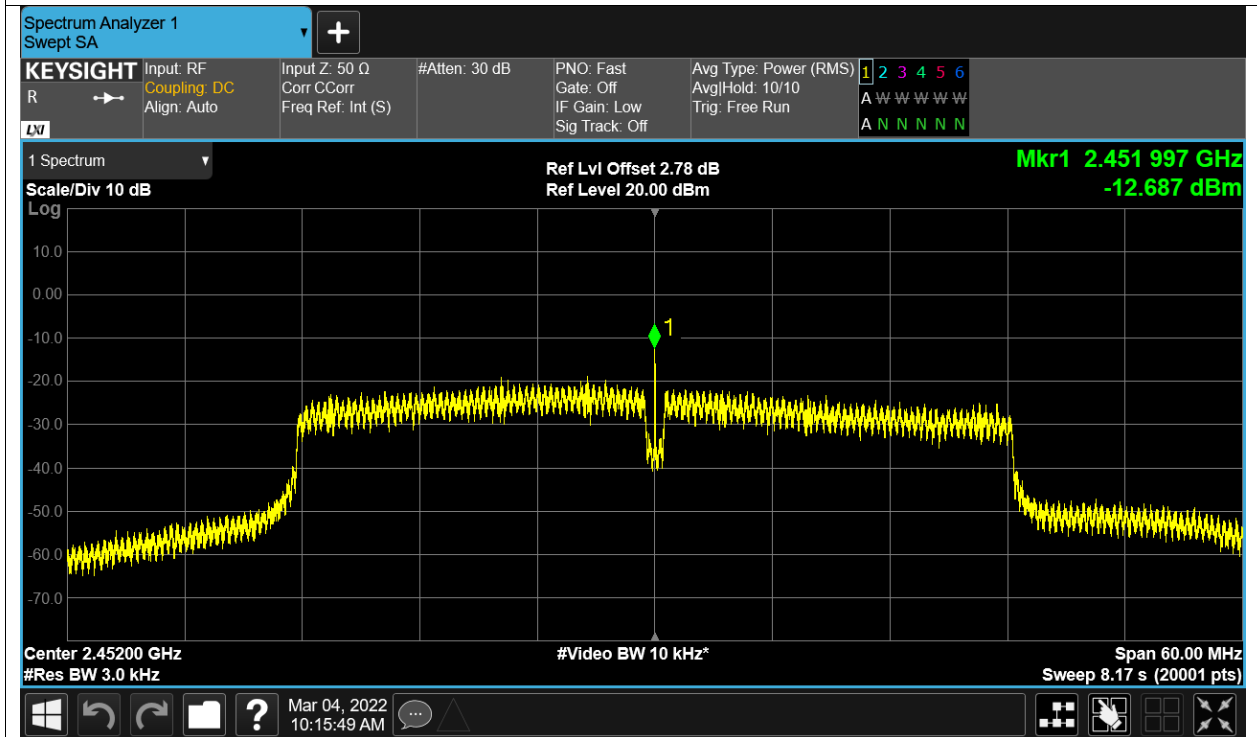 Spectrum Analyzer 1
Swept SA
KEYSIGHT
R
LXI
Input: RF
Coupling: DC
Align: Auto
Input Z: 50 Ω
Corr CCorr
Freq Ref: Int (S)
#Atten: 30 dB
PNO: Fast
Gate: Off
IF Gain: Low
Sig Track: Off
Avg Type: Power (RMS)
Avg|Hold: 10/10
Trig: Free Run
1 2 3 4 5 6
A W W W W W
A N N N N N
1 Spectrum
Scale/Div 10 dB
Log
Ref Lvl Offset 2.78 dB
Ref Level 20.00 dBm
Mkr1 2.451 997 GHz
-12.687 dBm
10.0
0.00
-10.0
-20.0
-30.0
-40.0
-50.0
-60.0
-70.0
1
Center 2.45200 GHz
#Res BW 3.0 kHz
#Video BW 10 kHz*
Span 60.00 MHz
Sweep 8.17 s (20001 pts)
?
Mar 04, 2022
10:15:49 AM